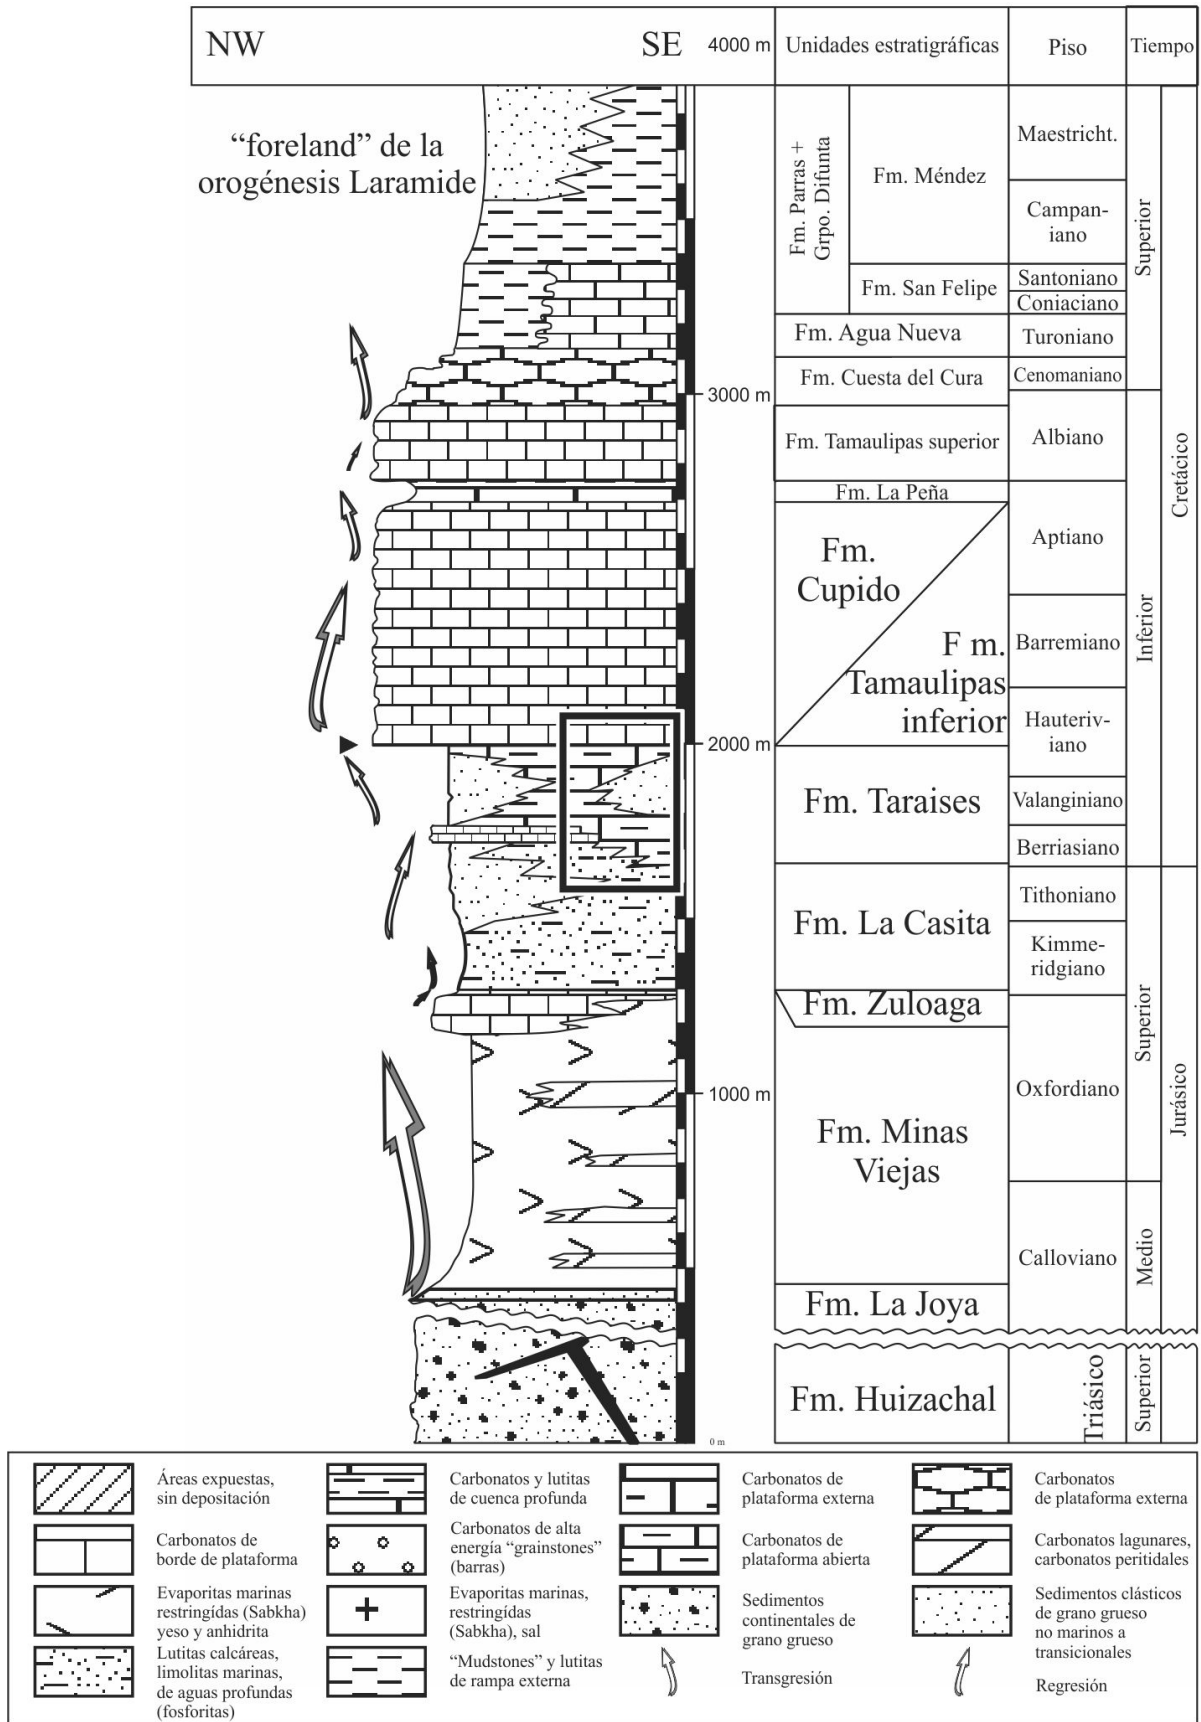 NW
SE
4000 m
Unidades estratigráficas
Piso
Tiempo
“foreland” de la
orogénesis Laramide
3000 m
2000 m
1000 m
0 m
Fm. Parras +
Grpo. Difunta
Fm. Méndez
Fm. San Felipe
Fm. Agua Nueva
Fm. Cuesta del Cura
Fm. Tamaulipas superior
Fm. La Peña
Fm.
Cupido
F m.
Tamaulipas
inferior
Fm. Taraises
Fm. La Casita
Fm. Zuloaga
Fm. Minas
Viejas
Fm. La Joya
Fm. Huizachal
Maestricht.
Campan-
iano
Santoniano
Coniaciano
Turoniano
Cenomaniano
Albiano
Aptiano
Barremiano
Hauteriv-
iano
Valanginiano
Berriasiano
Tithoniano
Kimme-
ridgiano
Oxfordiano
Calloviano
Triásico
Superior
Inferior
Superior
Medio
Superior
Cretácico
Jurásico
Áreas expuestas,
sin depositación
Carbonatos y lutitas
de cuenca profunda
Carbonatos de
plataforma externa
Carbonatos
de plataforma externa
Carbonatos de
borde de plataforma
Carbonatos de alta
energía “grainstones”
(barras)
Carbonatos de
plataforma abierta
Carbonatos lagunares,
carbonatos peritidales
Evaporitas marinas
restringídas (Sabkha)
yeso y anhidrita
Evaporitas marinas,
restringídas
(Sabkha), sal
Sedimentos
continentales de
grano grueso
Sedimentos clásticos
de grano grueso
no marinos a
transicionales
Lutitas calcáreas,
limolitas marinas,
de aguas profundas
(fosforitas)
“Mudstones” y lutitas
de rampa externa
Transgresión
Regresión